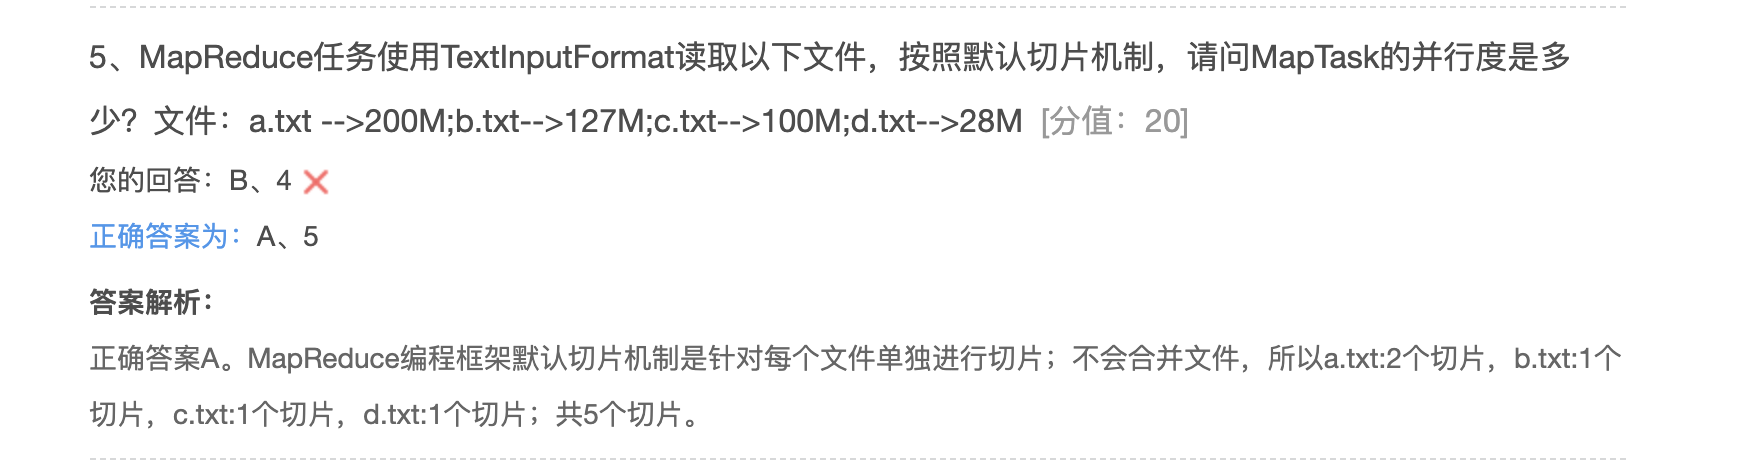 5、MapReduce任务使用TextInputFormat读取以下文件，按照默认切片机制，请问MapTask的并行度是多
少？文件：a.txt -->200M;b.txt-->127M;c.txt-->100M;d.txt-->28M [分值：20]
您的回答：B、4
正确答案为：A、5
答案解析：
正确答案A。MapReduce编程框架默认切片机制是针对每个文件单独进行切片；不会合并文件，所以a.txt:2个切片，b.txt:1个
切片，c.txt:1个切片，d.txt:1个切片；共5个切片。